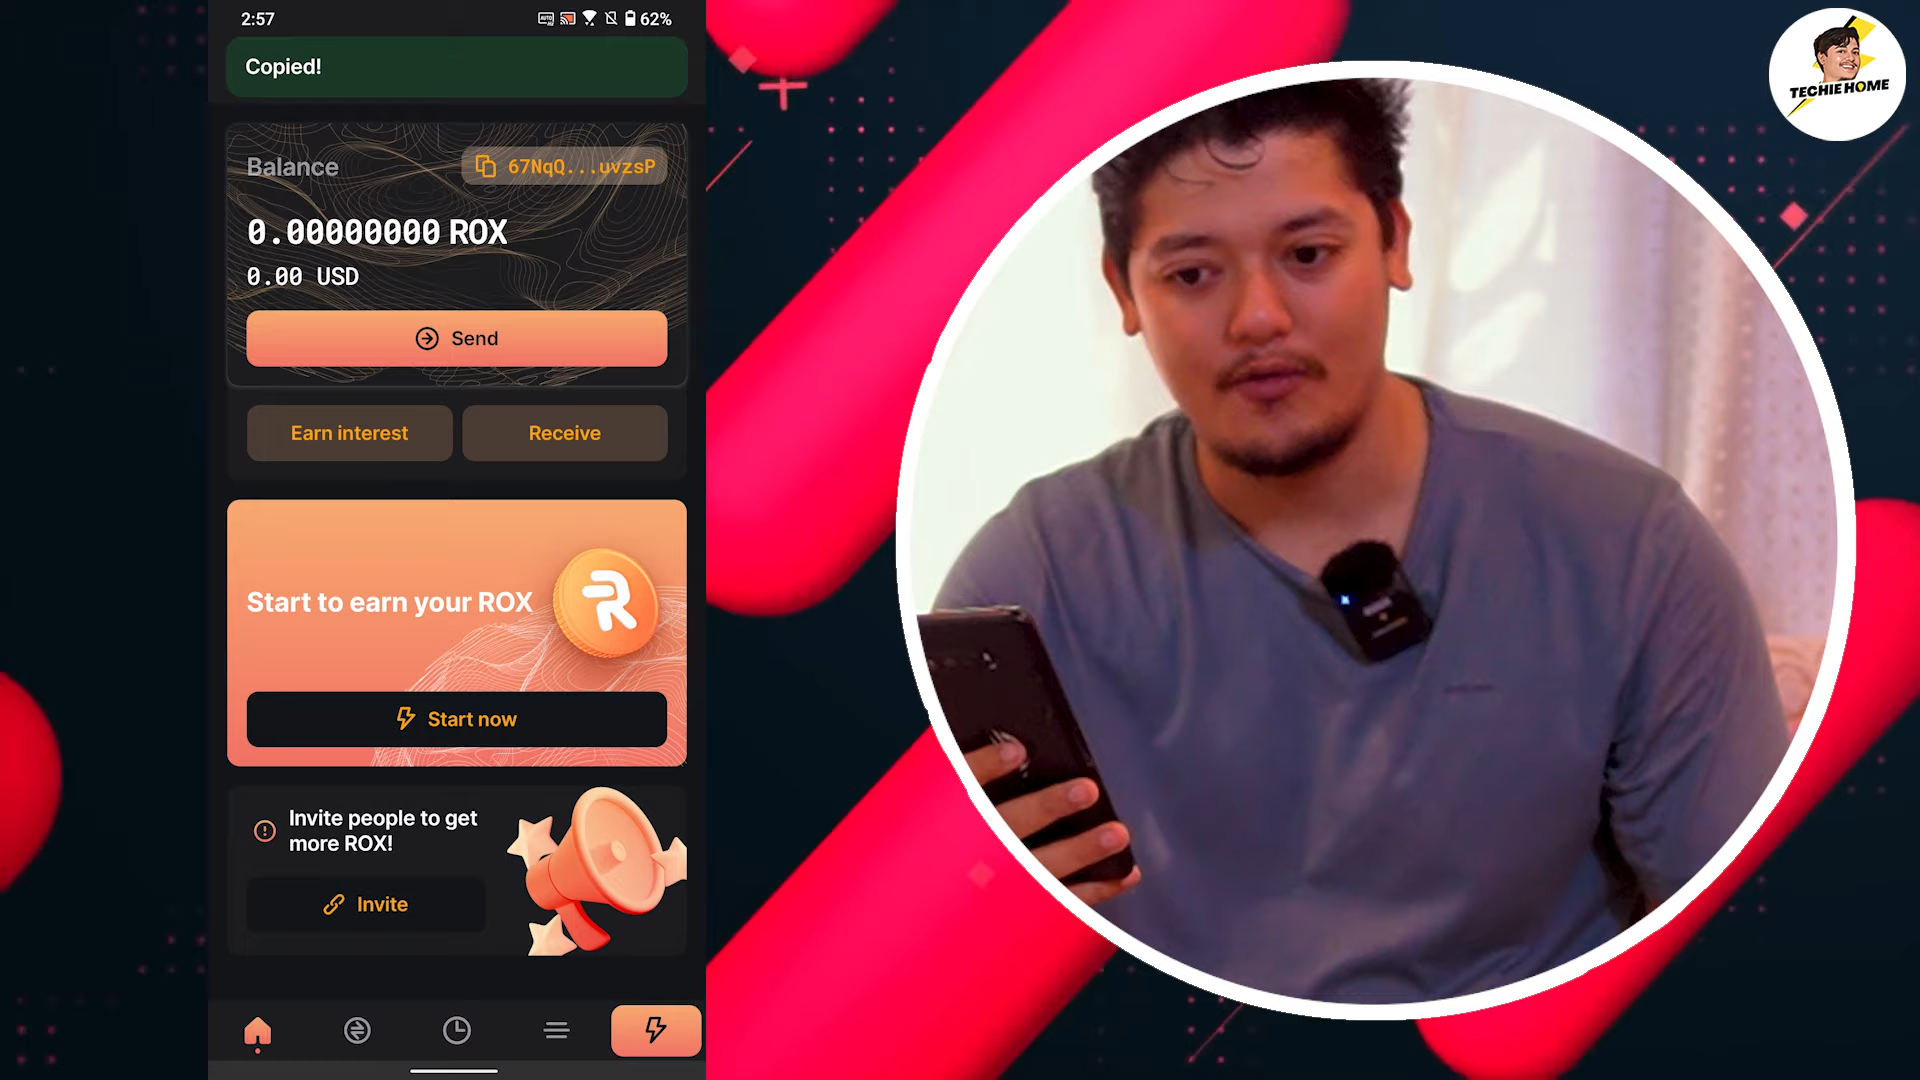 2:57
62%
Copied!
Balance
67NqQ...uvzsP
0.00000000 ROX
0.00 USD
Send
Earn interest
Receive
Start to earn your ROX
Start now
Invite people to get
more ROX!
Invite
TECHIE HOME